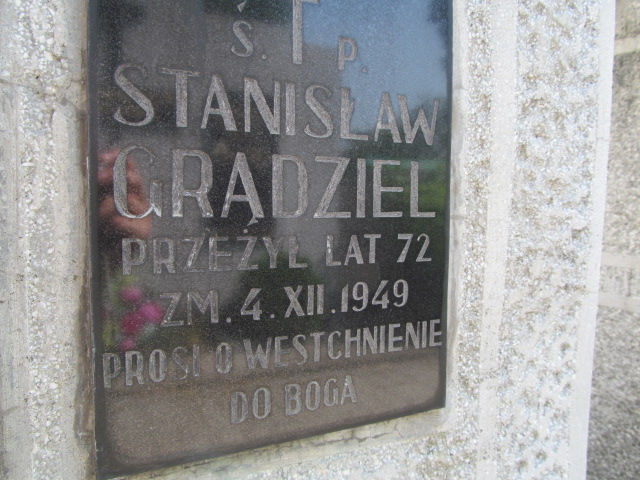 Ś. P.
STANISŁAW
GRĄDZIEL
PRZEŻYŁ LAT 72
ZM. 4. XII. 1949
PROSI O WESTCHNIENIE
DO BOGA